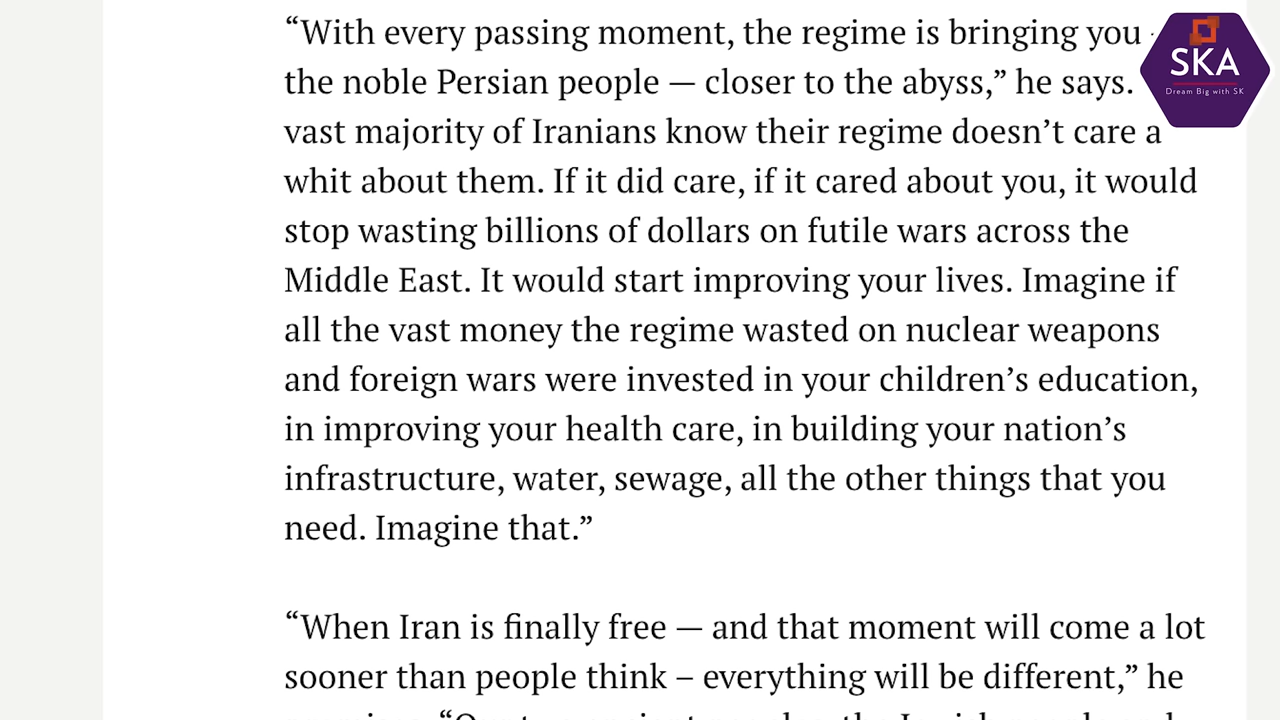 “With every passing moment, the regime is bringing you
the noble Persian people — closer to the abyss,” he says.
vast majority of Iranians know their regime doesn’t care a
whit about them. If it did care, if it cared about you, it would
stop wasting billions of dollars on futile wars across the
Middle East. It would start improving your lives. Imagine if
all the vast money the regime wasted on nuclear weapons
and foreign wars were invested in your children’s education,
in improving your health care, in building your nation’s
infrastructure, water, sewage, all the other things that you
need. Imagine that.”
“When Iran is finally free — and that moment will come a lot
sooner than people think – everything will be different,” he
SKA
Dream Big with SK